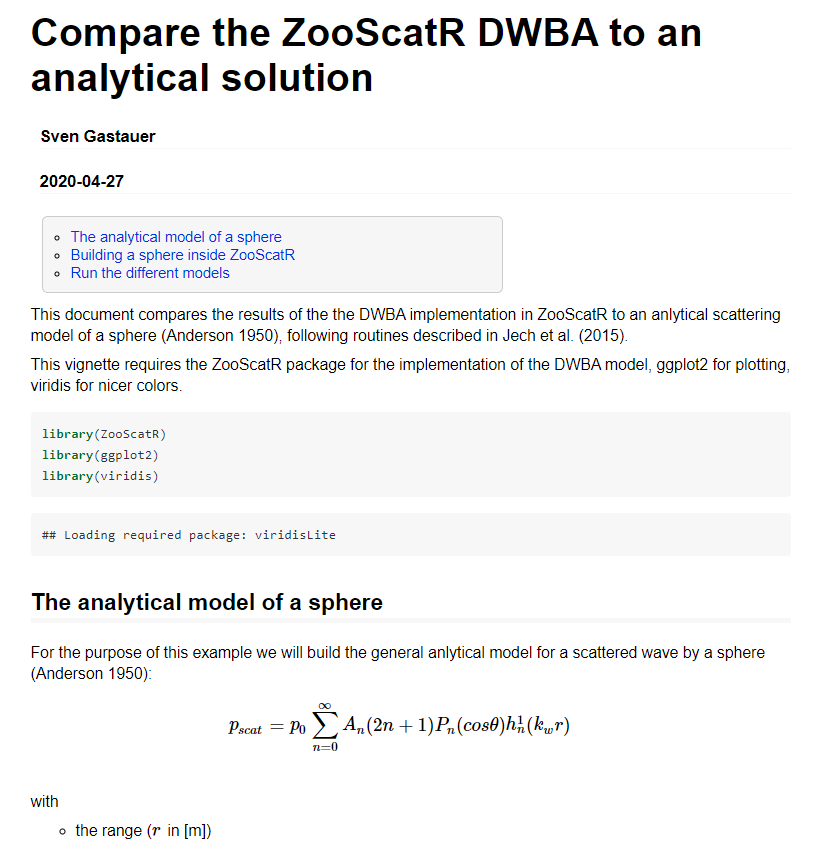 Compare the ZooScatR DWBA to an
analytical solution
Sven Gastauer
2020-04-27
The analytical model of a sphere
Building a sphere inside ZooScatR
Run the different models
This document compares the results of the the DWBA implementation in ZooScatR to an anlytical scattering
model of a sphere (Anderson 1950), following routines described in Jech et al. (2015).
This vignette requires the ZooScatR package for the implementation of the DWBA model, ggplot2 for plotting,
viridis for nicer colors.
library(ZooScatR)
library(ggplot2)
library(viridis)
## Loading required package: viridisLite
The analytical model of a sphere
For the purpose of this example we will build the general anlytical model for a scattered wave by a sphere
(Anderson 1950):
$p_{scat} = p_0 \sum_{n=0}^{\infty} A_n(2n+1)P_n(cos\theta)h_n^1(k_w r)$
with
the range (r in [m])